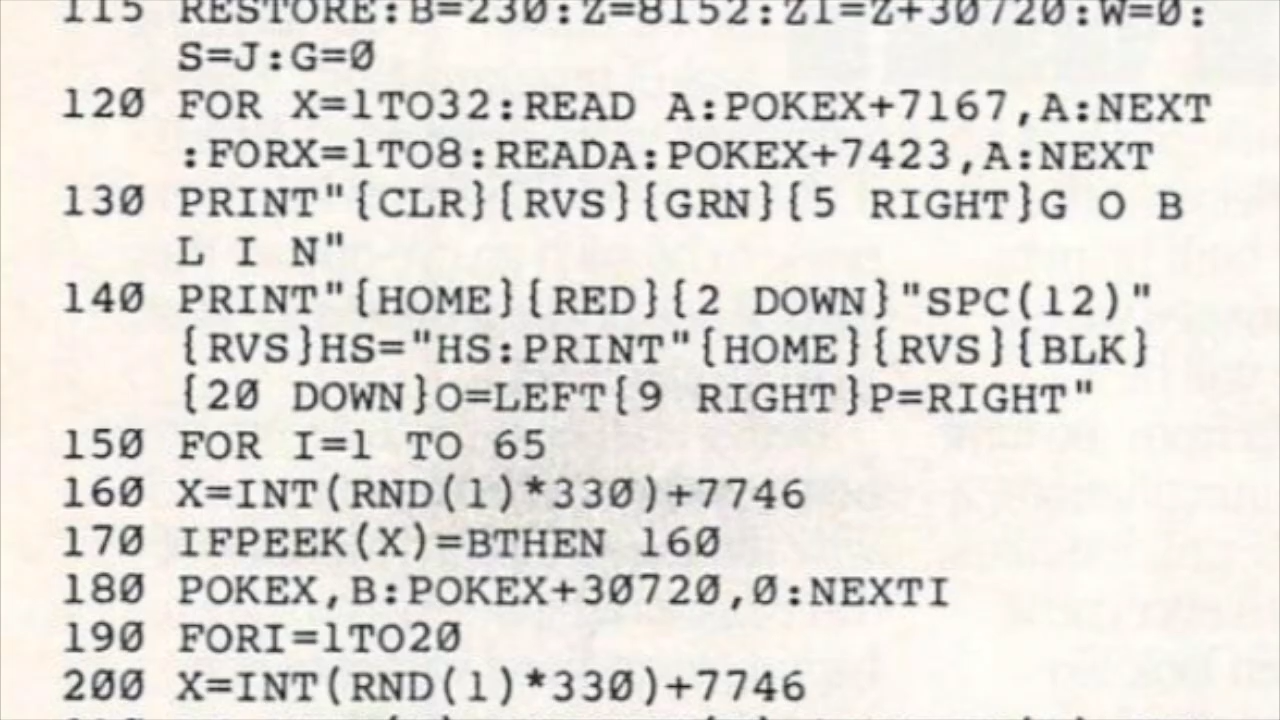 115 RESTORE:B=230:Z=8152:Z1=Z+30720:W=0:
S=J:G=0
120 FOR X=1TO32:READ A:POKEX+7167,A:NEXT
:FORX=1TO8:READA:POKEX+7423,A:NEXT
130 PRINT"{CLR}{RVS}{GRN}{5 RIGHT}G O B
L I N"
140 PRINT"{HOME}{RED}{2 DOWN}"SPC(12)"
{RVS}HS="HS:PRINT"{HOME}{RVS}{BLK}
{20 DOWN}O=LEFT{9 RIGHT}P=RIGHT"
150 FOR I=1 TO 65
160 X=INT(RND(1)*330)+7746
170 IFPEEK(X)=BTHEN 160
180 POKEX,B:POKEX+30720,0:NEXTI
190 FORI=1TO20
200 X=INT(RND(1)*330)+7746